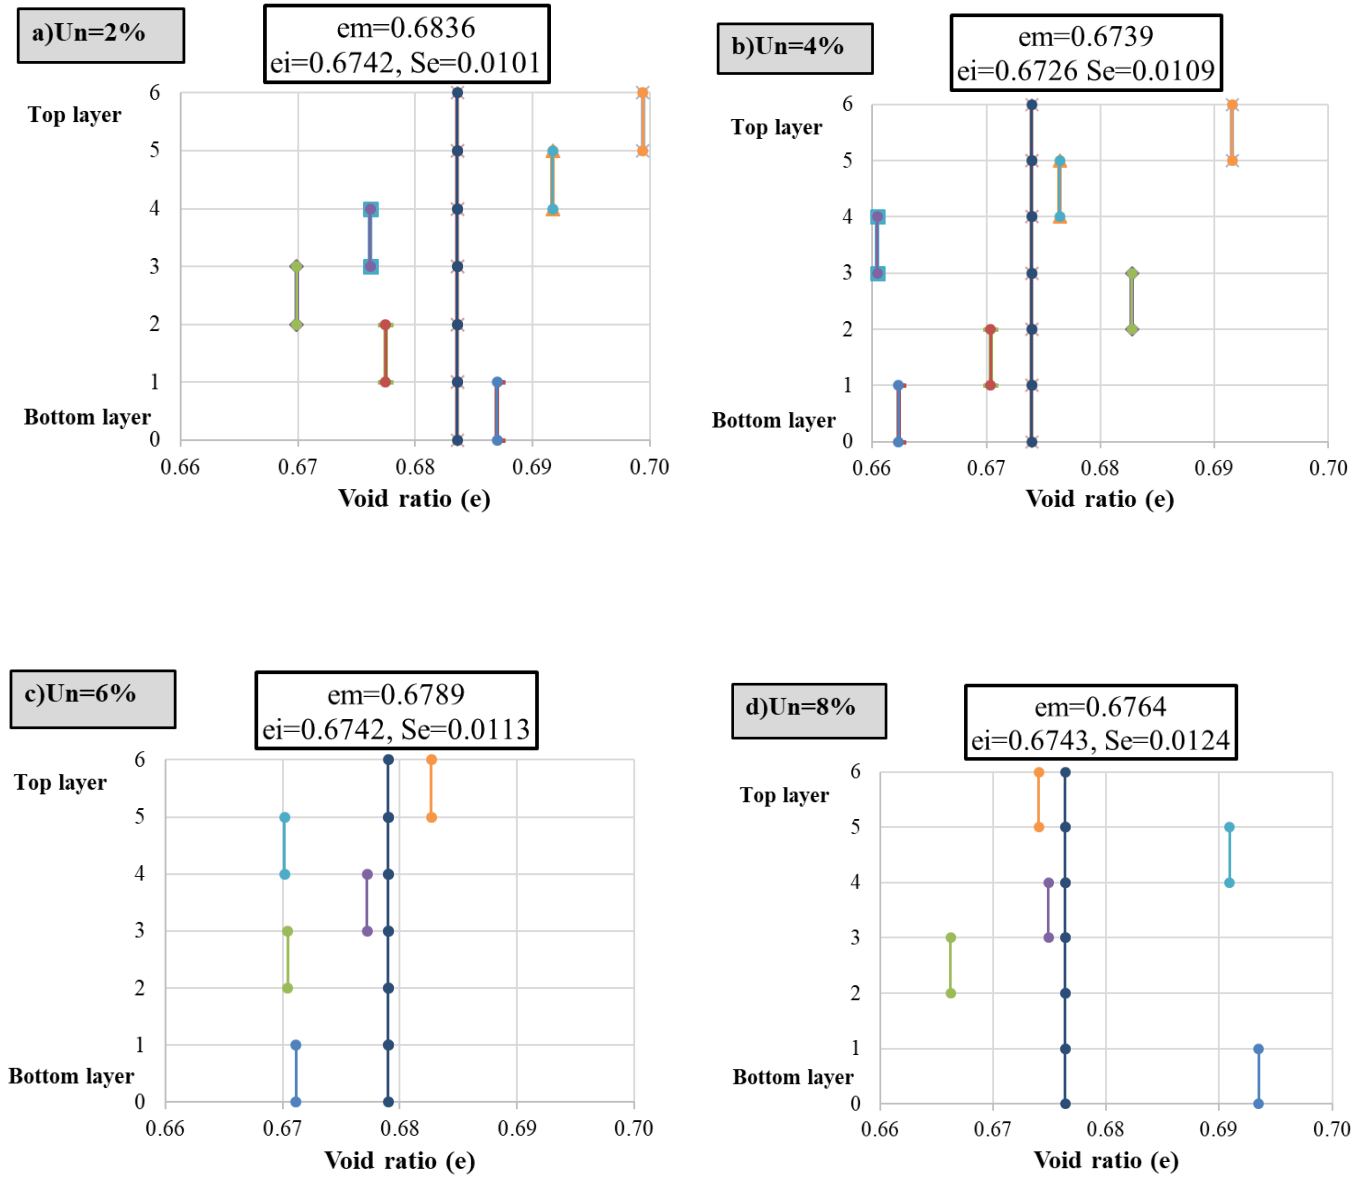 a)Un=2%
em=0.6836
ei=0.6742, Se=0.0101
Top layer
6
5
4
3
2
1
0
Bottom layer
0.66 0.67 0.68 0.69 0.70
Void ratio (e)
b)Un=4%
em=0.6739
ei=0.6726 Se=0.0109
Top layer
6
5
4
3
2
1
0
Bottom layer
0.66 0.67 0.68 0.69 0.70
Void ratio (e)
c)Un=6%
em=0.6789
ei=0.6742, Se=0.0113
Top layer
6
5
4
3
2
1
0
Bottom layer
0.66 0.67 0.68 0.69 0.70
Void ratio (e)
d)Un=8%
em=0.6764
ei=0.6743, Se=0.0124
Top layer
6
5
4
3
2
1
0
Bottom layer
0.66 0.67 0.68 0.69 0.70
Void ratio (e)